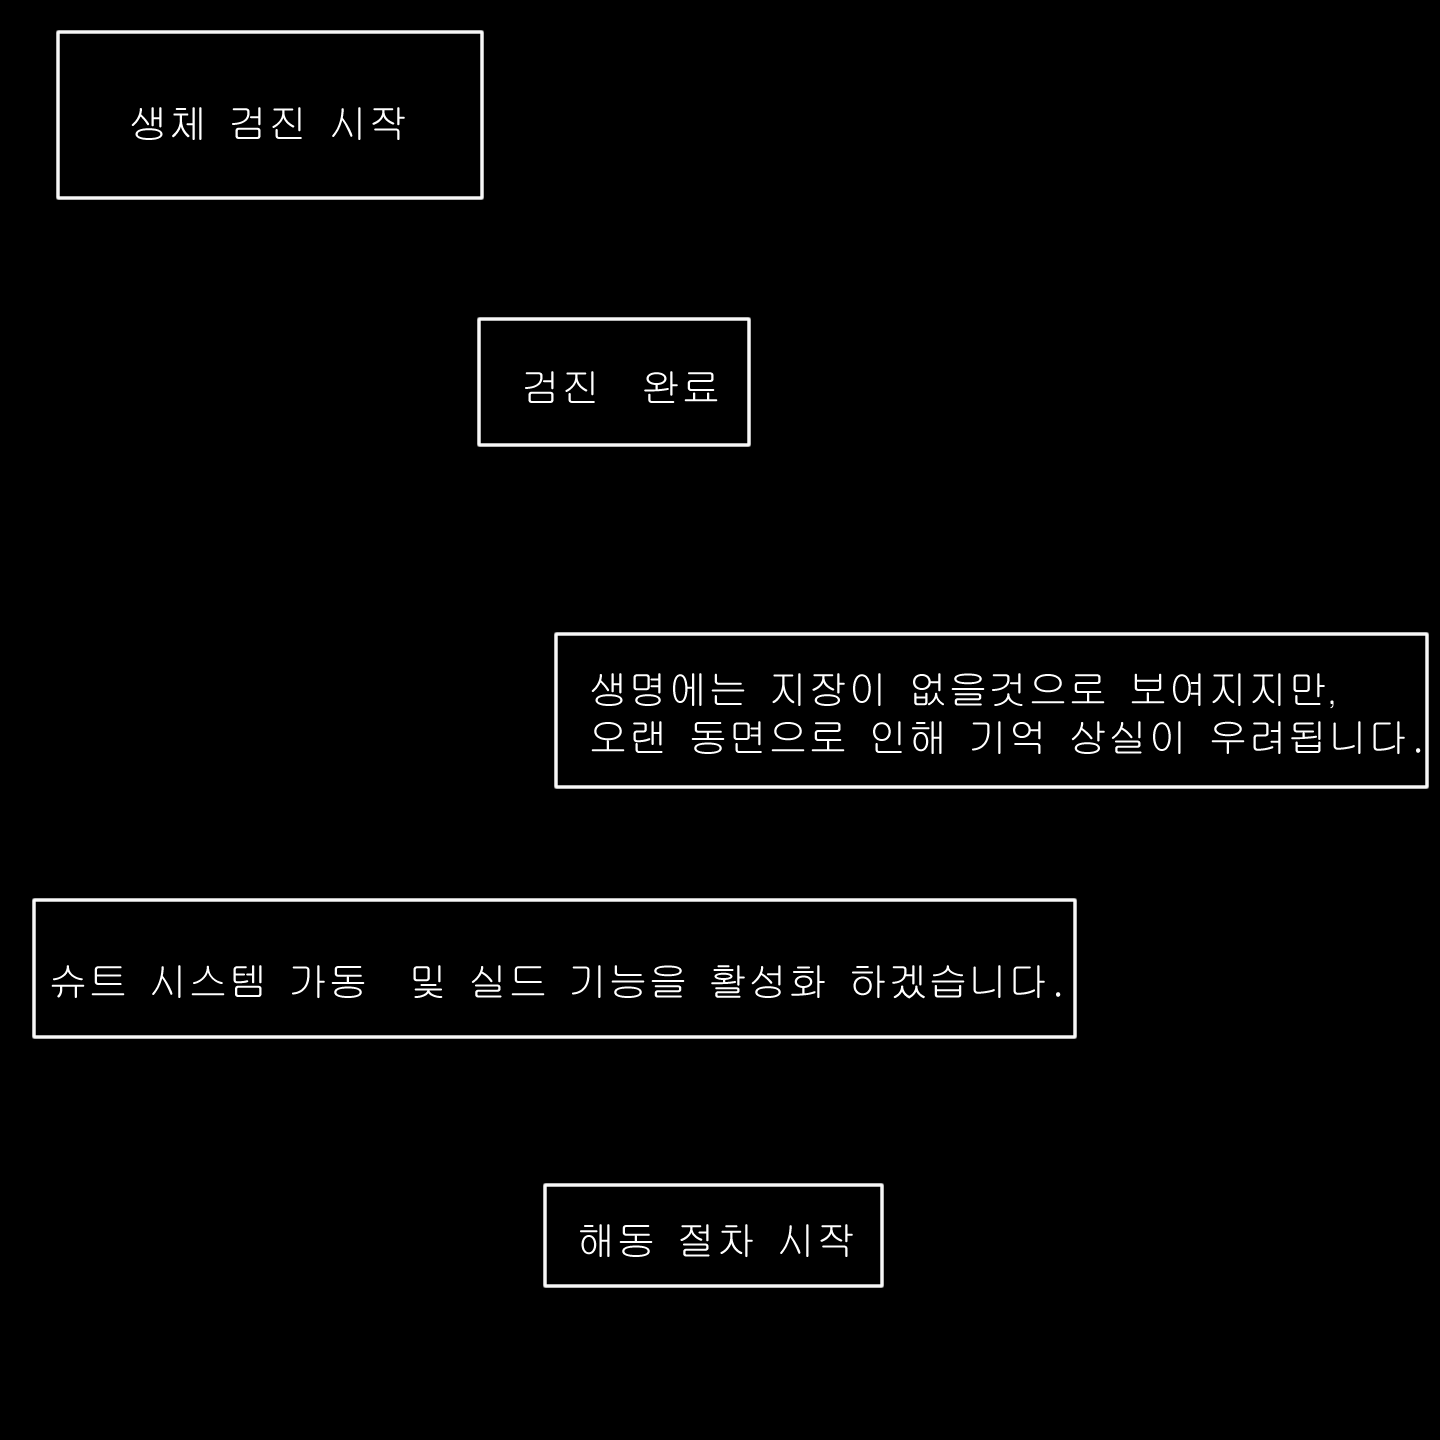 생체 검진 시작
검진 완료
생명에는 지장이 없을것으로 보여지지만,
오랜 동면으로 인해 기억 상실이 우려됩니다.
슈트 시스템 가동 및 실드 기능을 활성화 하겠습니다.
해동 절차 시작